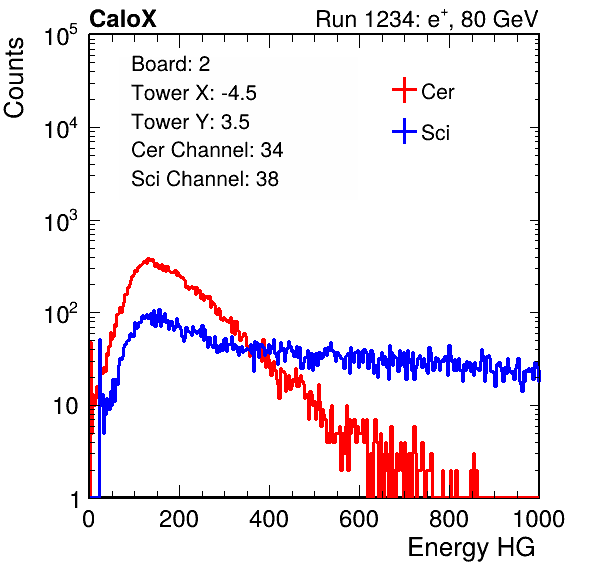 CaloX Run 1234: e⁺, 80 GeV
Counts
10⁵
10⁴
10³
10²
10
1
Board: 2
Tower X: -4.5
Tower Y: 3.5
Cer Channel: 34
Sci Channel: 38
Cer
Sci
0 200 400 600 800 1000
Energy HG